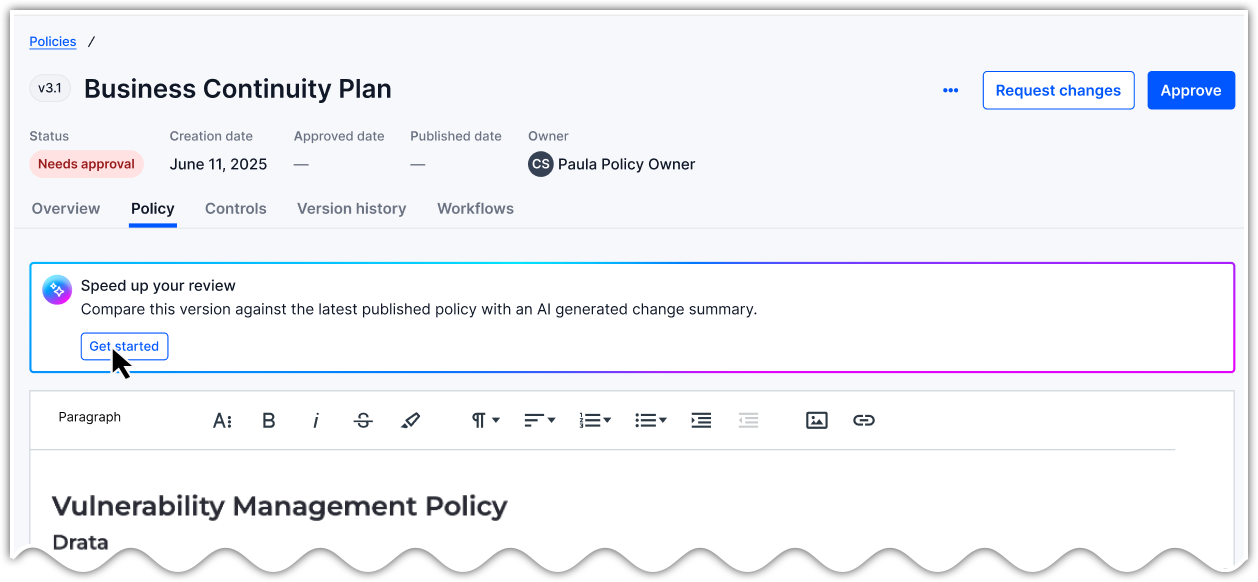 Policies /
v3.1 Business Continuity Plan
Request changes Approve
Status Creation date Approved date Published date Owner
Needs approval June 11, 2025 — — CS Paula Policy Owner
Overview Policy Controls Version history Workflows
Speed up your review
Compare this version against the latest published policy with an AI generated change summary.
Get started
Paragraph
Vulnerability Management Policy
Drata